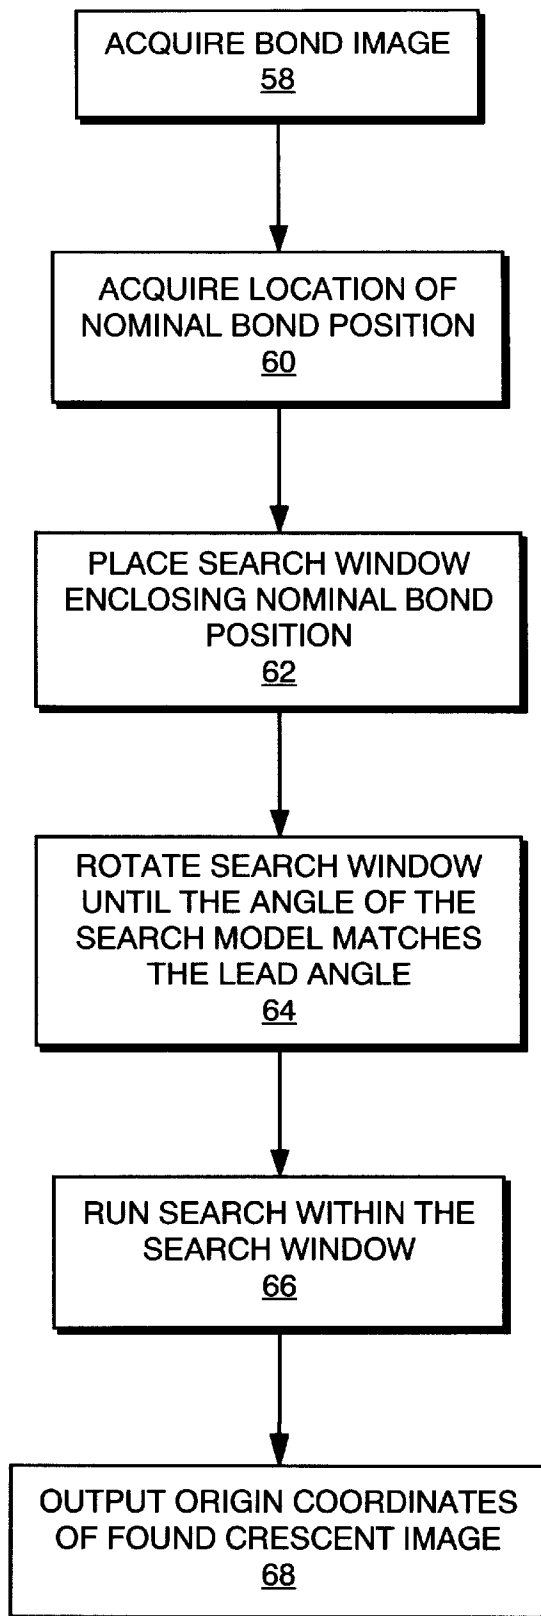 ACQUIRE BOND IMAGE
58
ACQUIRE LOCATION OF
NOMINAL BOND POSITION
60
PLACE SEARCH WINDOW
ENCLOSING NOMINAL BOND
POSITION
62
ROTATE SEARCH WINDOW
UNTIL THE ANGLE OF THE
SEARCH MODEL MATCHES
THE LEAD ANGLE
64
RUN SEARCH WITHIN THE
SEARCH WINDOW
66
OUTPUT ORIGIN COORDINATES
OF FOUND CRESCENT IMAGE
68